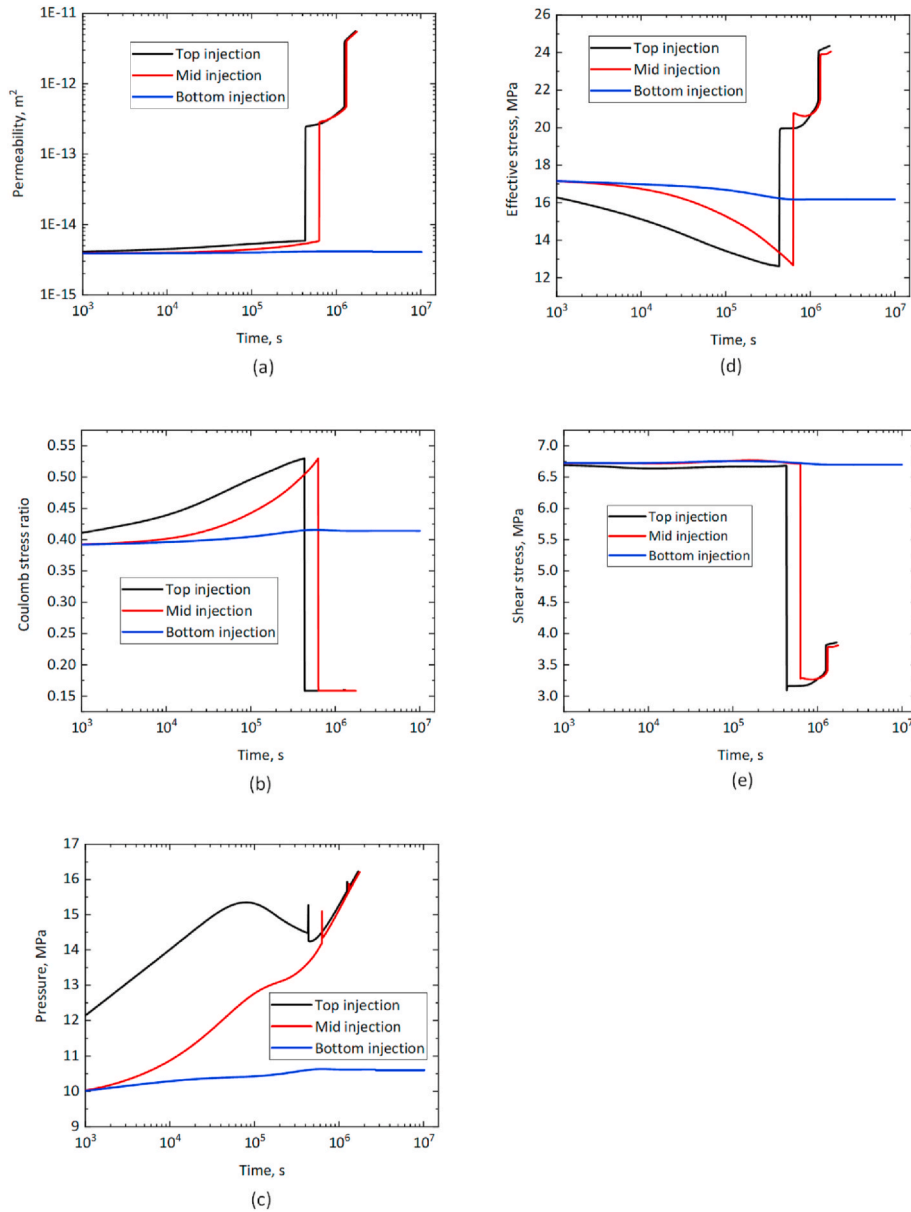 1E-11
1E-12
1E-13
1E-14
1E-15
Permeability, m²
Top injection
Mid injection
Bottom injection
10³ 10⁴ 10⁵ 10⁶ 10⁷
Time, s
(a)
26
24
22
20
18
16
14
12
Effective stress, MPa
Top injection
Mid injection
Bottom injection
10³ 10⁴ 10⁵ 10⁶ 10⁷
Time, s
(d)
0.55
0.50
0.45
0.40
0.35
0.30
0.25
0.20
0.15
Coulomb stress ratio
Top injection
Mid injection
Bottom injection
10³ 10⁴ 10⁵ 10⁶ 10⁷
Time, s
(b)
7.0
6.5
6.0
5.5
5.0
4.5
4.0
3.5
3.0
Shear stress, MPa
Top injection
Mid injection
Bottom injection
10³ 10⁴ 10⁵ 10⁶ 10⁷
Time, s
(e)
17
16
15
14
13
12
11
10
9
Pressure, MPa
Top injection
Mid injection
Bottom injection
10³ 10⁴ 10⁵ 10⁶ 10⁷
Time, s
(c)